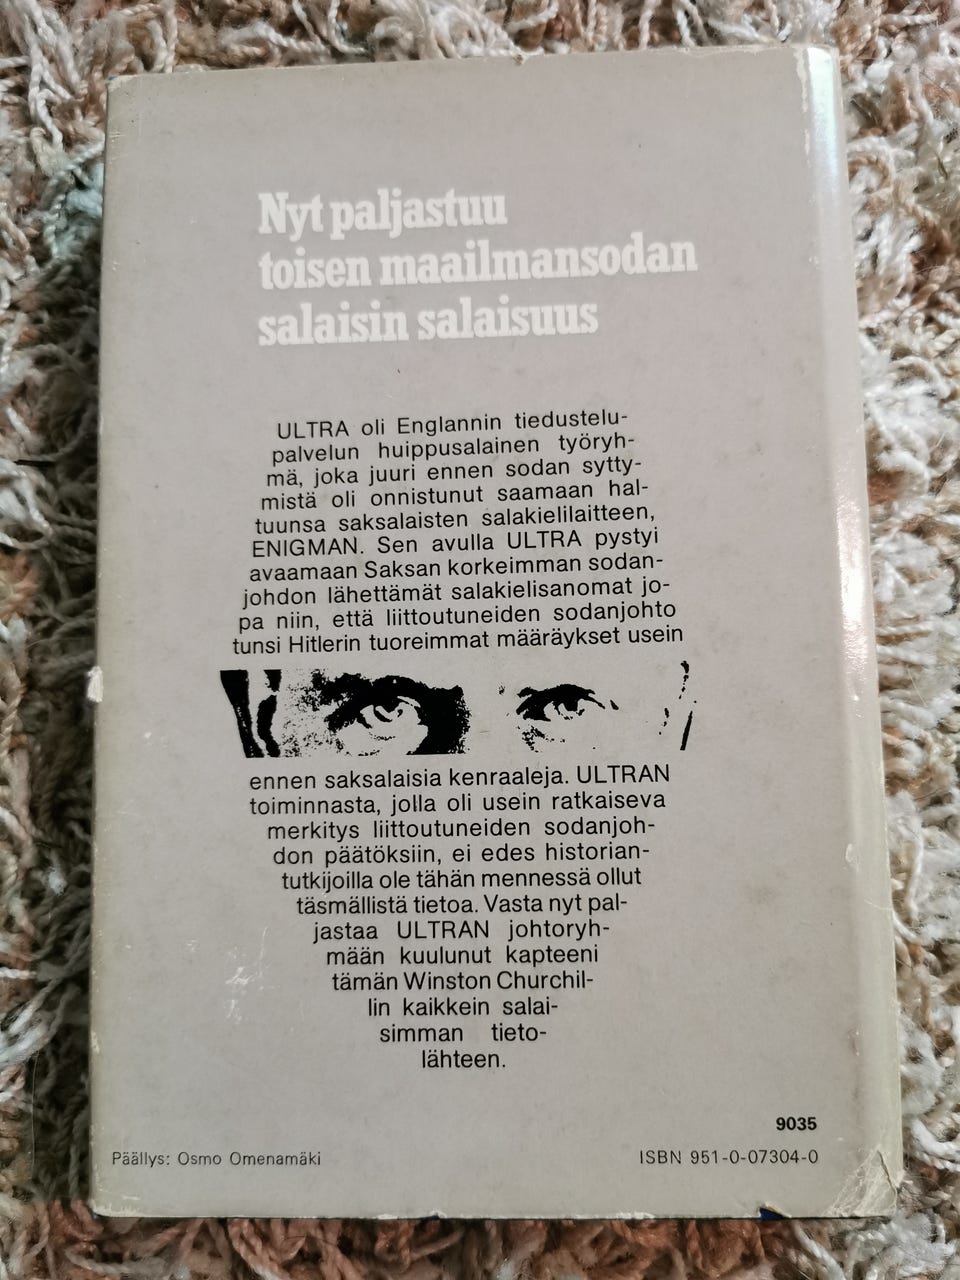 Nyt paljastuu
toisen maailmansodan
salaisin salaisuus
ULTRA oli Englannin tiedustelu-
palvelun huippusalainen työryh-
mä, joka juuri ennen sodan sytty-
mistä oli onnistunut saamaan hal-
tuunsa saksalaisten salakielilaitteen,
ENIGMAN. Sen avulla ULTRA pystyi
avaamaan Saksan korkeimman sodan-
johdon lähettämät salakielisanomat jo-
pa niin, että liittoutuneiden sodanjohto
tunsi Hitlerin tuoreimmat määräykset usein
ennen saksalaisia kenraaleja. ULTRAN
toiminnasta, jolla oli usein ratkaiseva
merkitys liittoutuneiden sodanjoh-
don päätöksiin, ei edes historian-
tutkijoilla ole tähän mennessä ollut
täsmällistä tietoa. Vasta nyt pal-
jastaa ULTRAN johtoryh-
mään kuulunut kapteeni
tämän Winston Churchil-
lin kaikkein salai-
simman tieto-
lähteen.
9035
Päällys: Osmo Omenamäki
ISBN 951-0-07304-0